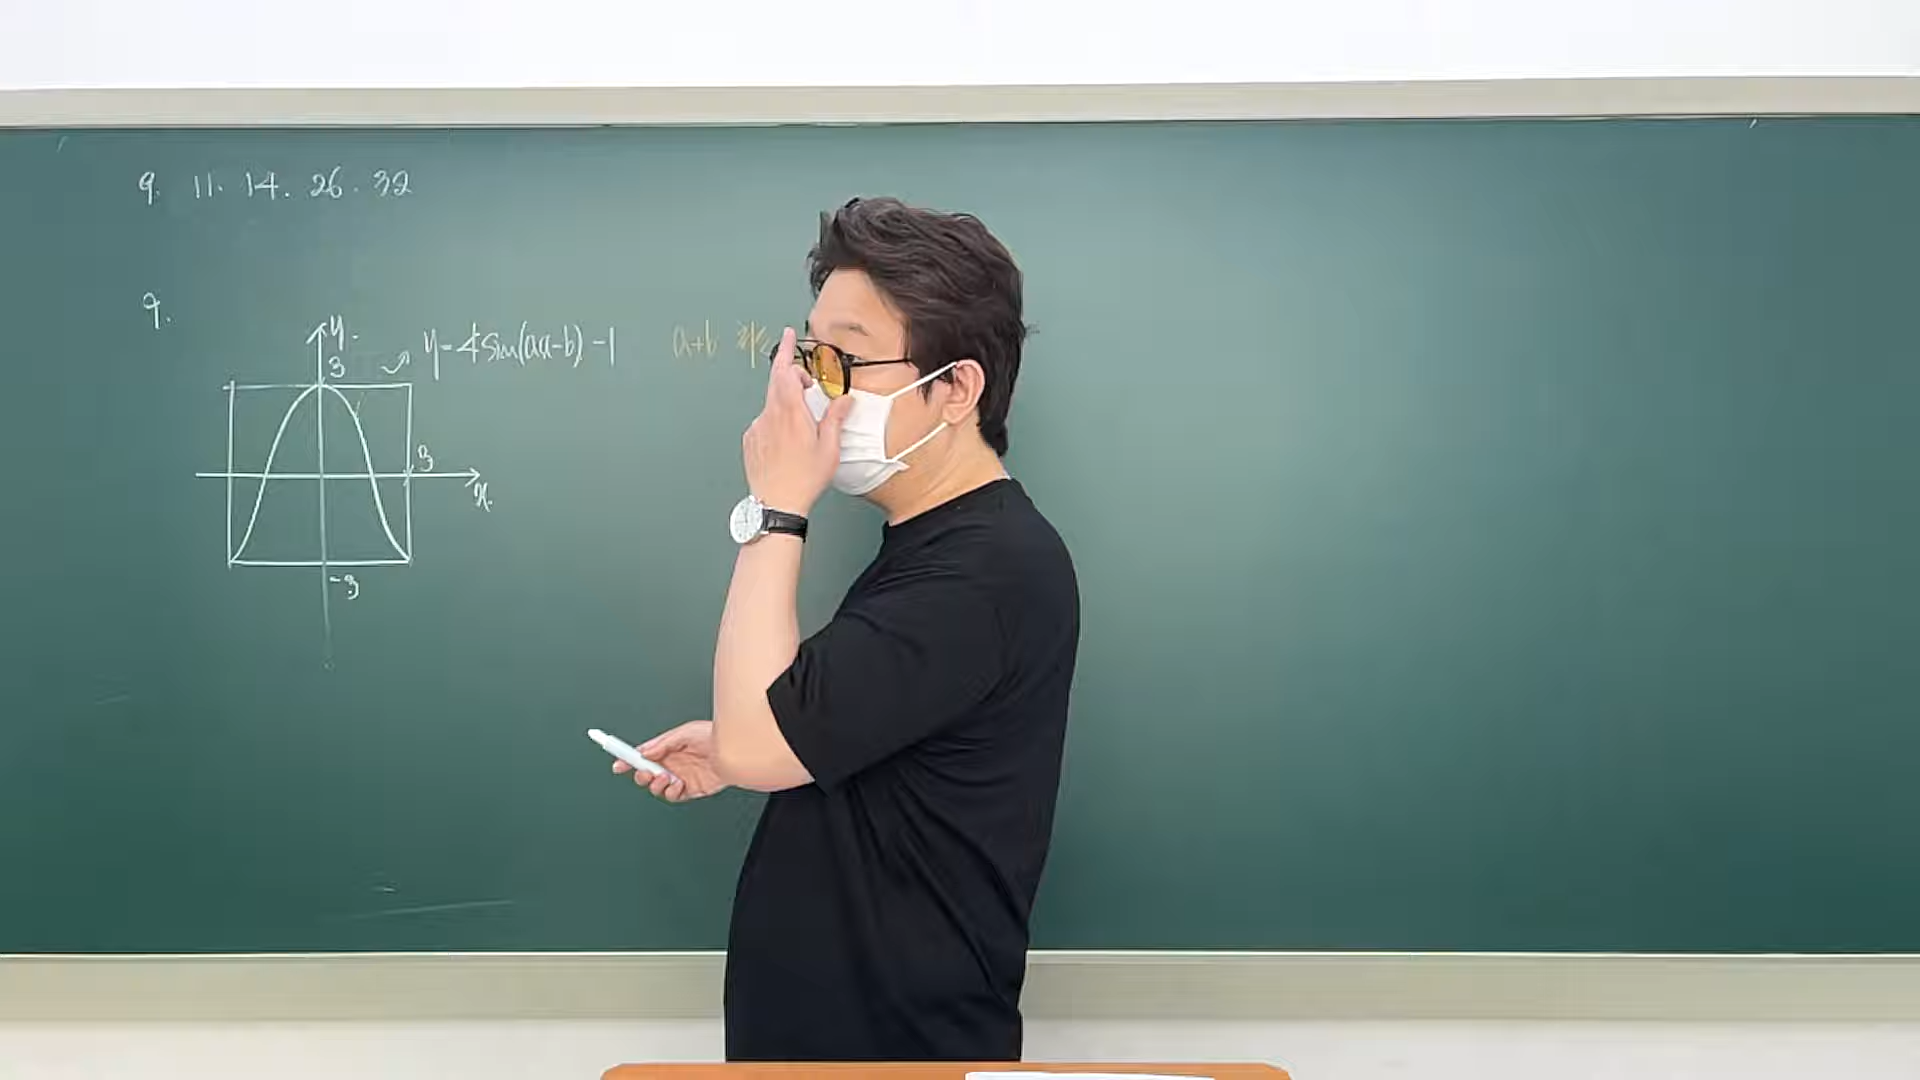 9. 11. 14. 26. 32
9.
y.
3
y=4sin(ax-b)-1 a+b
3
x.
-3